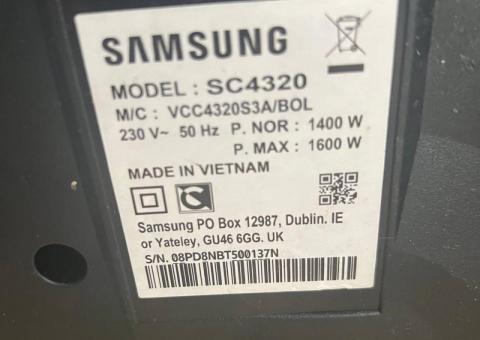 SAMSUNG
MODEL : SC4320
M/C : VCC4320S3A/BOL
230 V~ 50 Hz P. NOR : 1400 W
P. MAX : 1600 W
MADE IN VIETNAM
Samsung PO Box 12987, Dublin. IE
or Yateley, GU46 6GG. UK
S/N. 08PD8NBT500137N